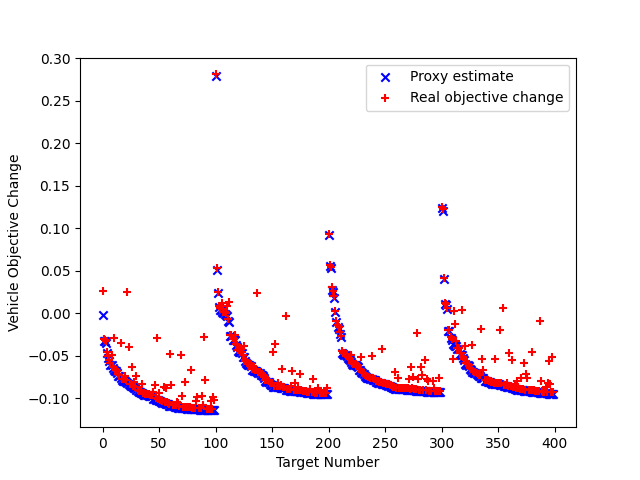 0.30
0.25
0.20
0.15
0.10
0.05
0.00
−0.05
−0.10
Vehicle Objective Change
Proxy estimate
Real objective change
0 50 100 150 200 250 300 350 400
Target Number